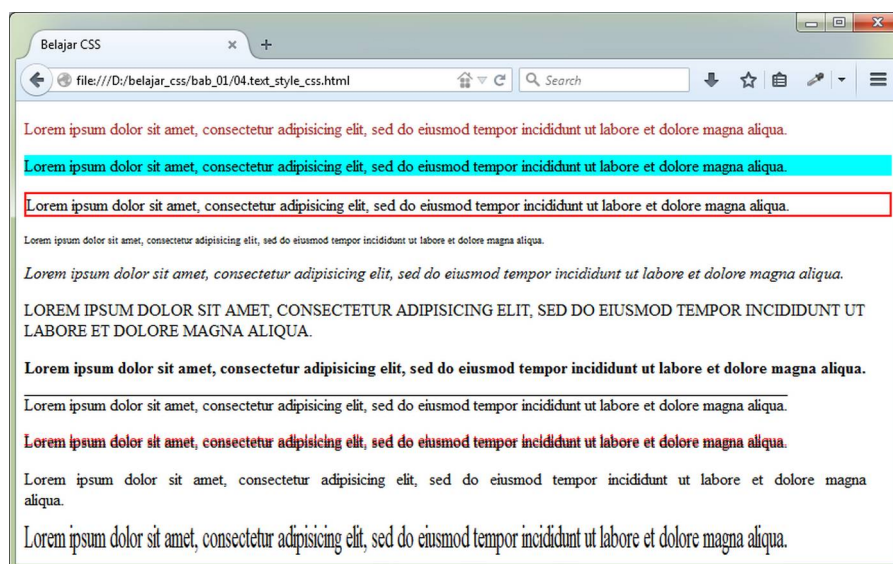 Belajar CSS
file:///D:/belajar_css/bab_01/04.text_style_css.html
Search
Lorem ipsum dolor sit amet, consectetur adipisicing elit, sed do eiusmod tempor incididunt ut labore et dolore magna aliqua.
Lorem ipsum dolor sit amet, consectetur adipisicing elit, sed do eiusmod tempor incididunt ut labore et dolore magna aliqua.
Lorem ipsum dolor sit amet, consectetur adipisicing elit, sed do eiusmod tempor incididunt ut labore et dolore magna aliqua.
Lorem ipsum dolor sit amet, consectetur adipisicing elit, sed do eiusmod tempor incididunt ut labore et dolore magna aliqua.
Lorem ipsum dolor sit amet, consectetur adipisicing elit, sed do eiusmod tempor incididunt ut labore et dolore magna aliqua.
LOREM IPSUM DOLOR SIT AMET, CONSECTETUR ADIPISICING ELIT, SED DO EIUSMOD TEMPOR INCIDIDUNT UT
LABORE ET DOLORE MAGNA ALIQUA.
Lorem ipsum dolor sit amet, consectetur adipisicing elit, sed do eiusmod tempor incididunt ut labore et dolore magna aliqua.
Lorem ipsum dolor sit amet, consectetur adipisicing elit, sed do eiusmod tempor incididunt ut labore et dolore magna aliqua.
Lorem ipsum dolor sit amet, consectetur adipisicing elit, sed do eiusmod tempor incididunt ut labore et dolore magna aliqua.
Lorem ipsum dolor sit amet, consectetur adipisicing elit, sed do eiusmod tempor incididunt ut labore et dolore magna
aliqua.
Lorem ipsum dolor sit amet, consectetur adipisicing elit, sed do eiusmod tempor incididunt ut labore et dolore magna aliqua.